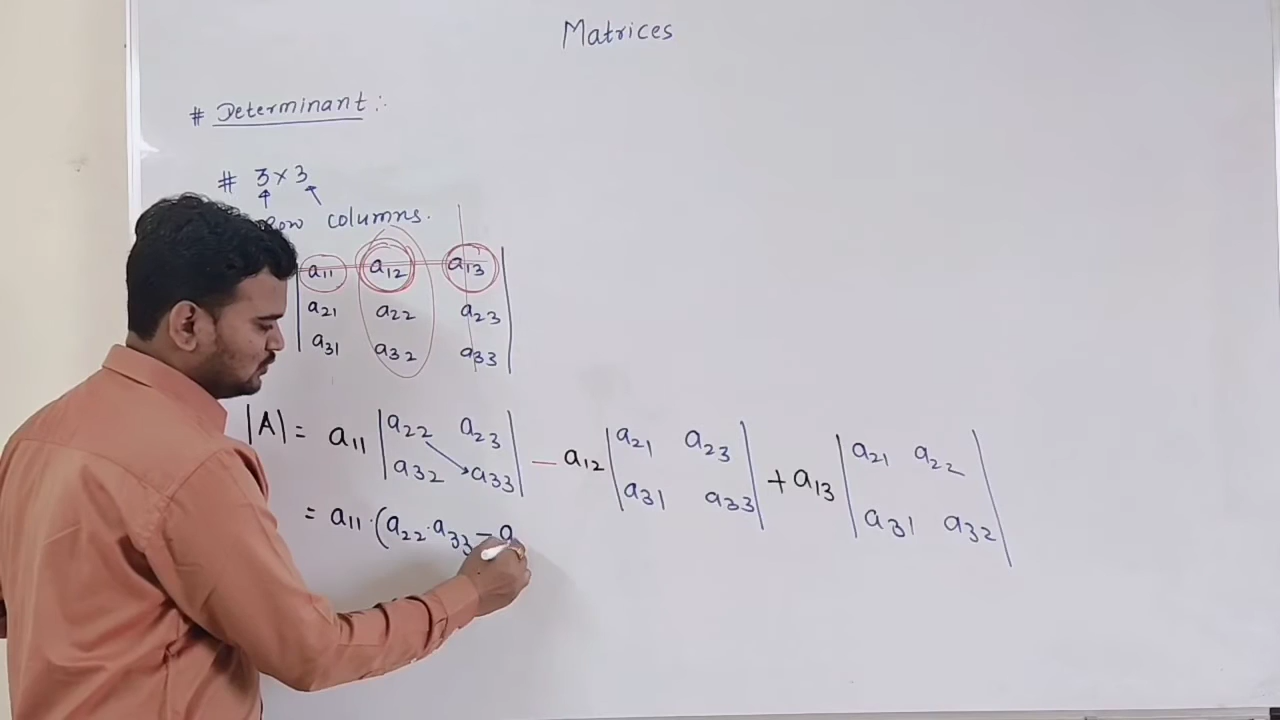 Matrices
# Determinant :-
# 3 × 3
Row columns.
| a11 a12 a13 |
| a21 a22 a23 |
| a31 a32 a33 |
|A| = a11 | a22 a23 | − a12 | a21 a23 | + a13 | a21 a22 |
| a32 a33 | | a31 a33 | | a31 a32 |
= a11 · (a22 · a33 − a